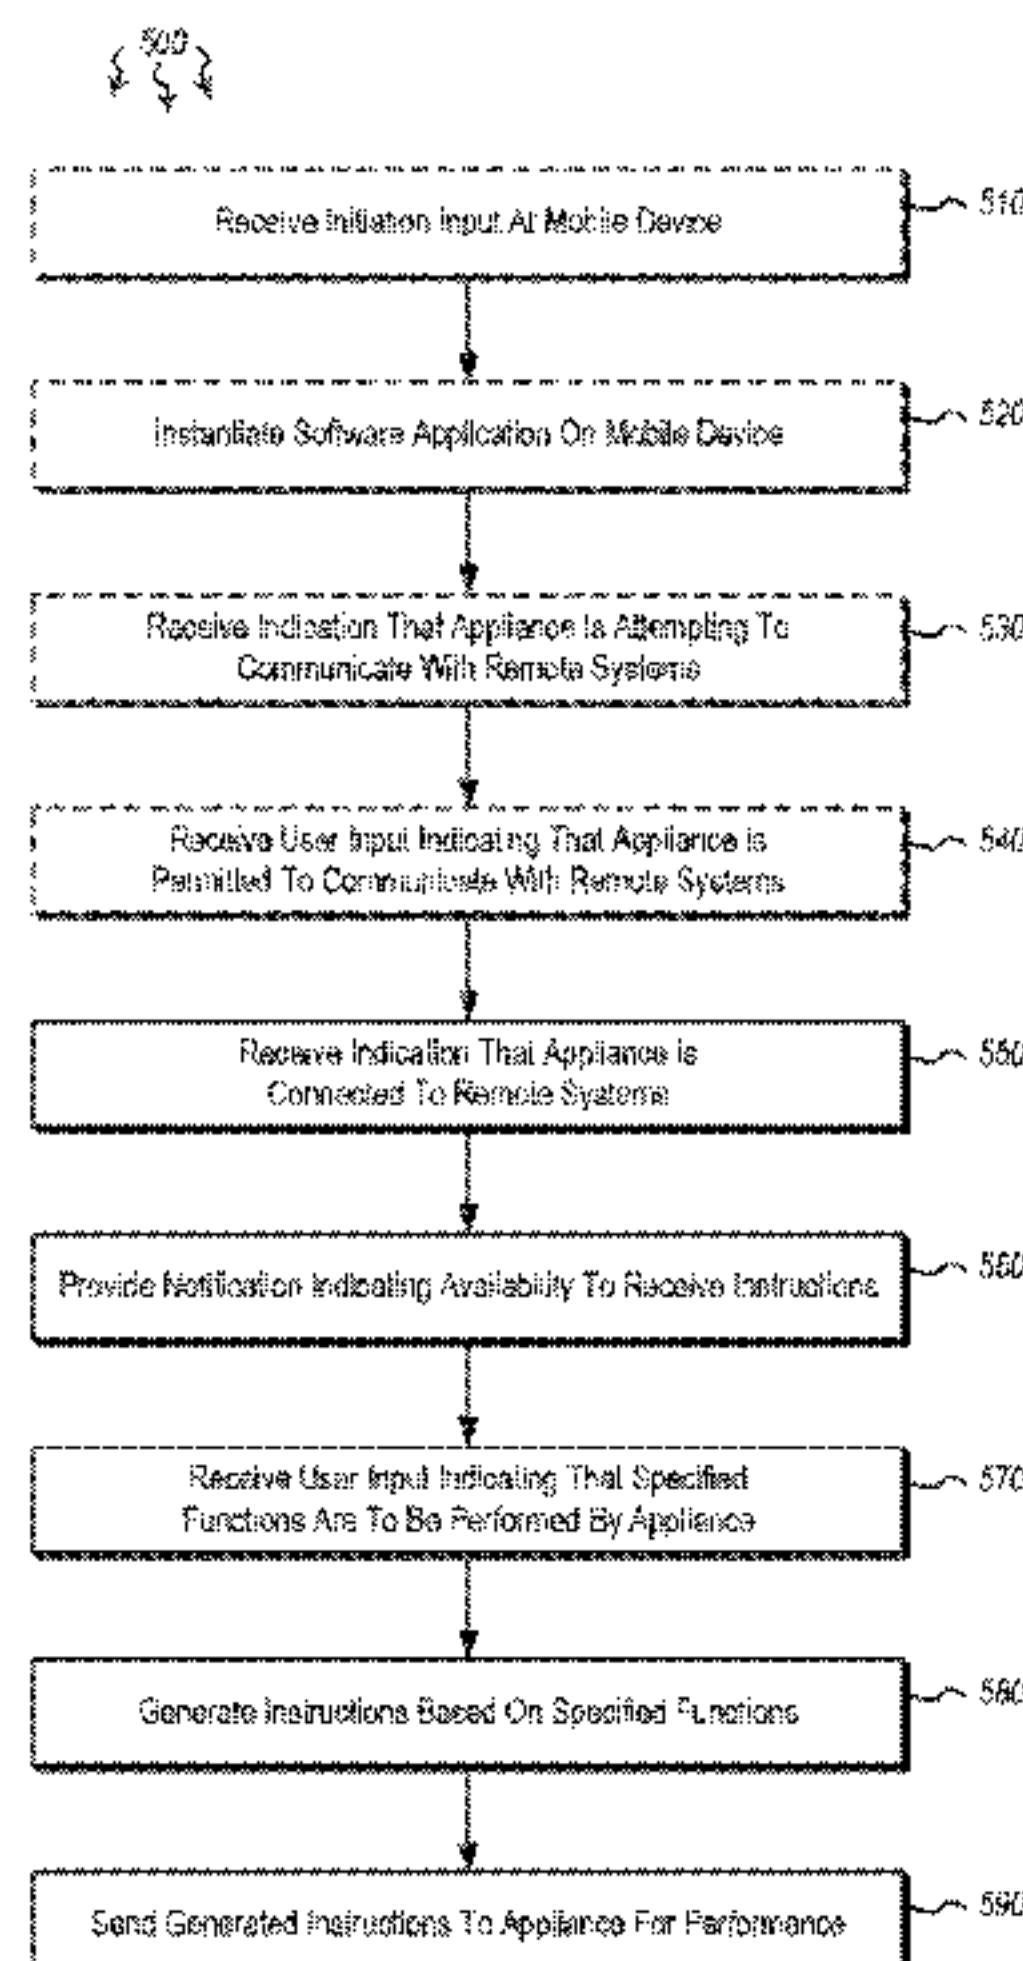 500
Receive Initiation Input At Mobile Device
510
Instantiate Software Application On Mobile Device
520
Receive Indication That Appliance Is Attempting To
Communicate With Remote Systems
530
Receive User Input Indicating That Appliance is
Permitted To Communicate With Remote Systems
540
Receive Indication That Appliance is
Connected To Remote Systems
550
Provide Notification Indicating Availability To Receive Instructions
560
Receive User Input Indicating That Specified
Functions Are To Be Performed By Appliance
570
Generate Instructions Based On Specified Functions
580
Send Generated Instructions To Appliance For Performance
590